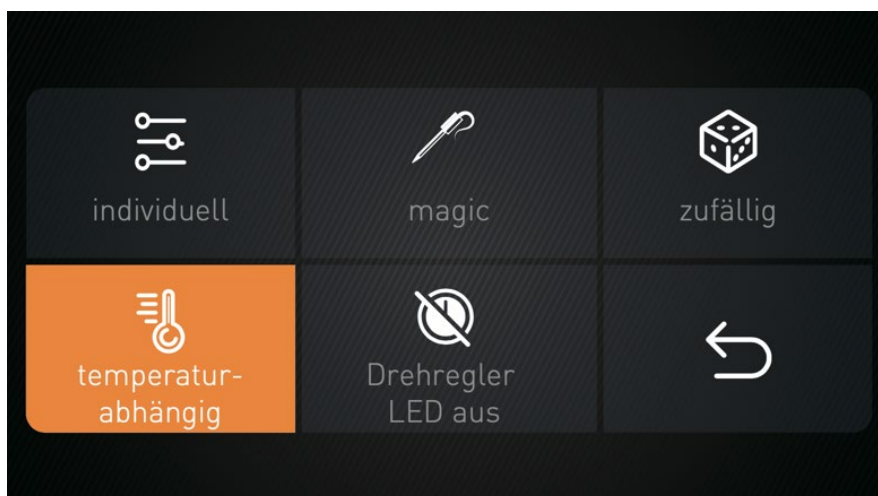 individuell
magic
zufällig
temperatur-
abhängig
Drehregler
LED aus